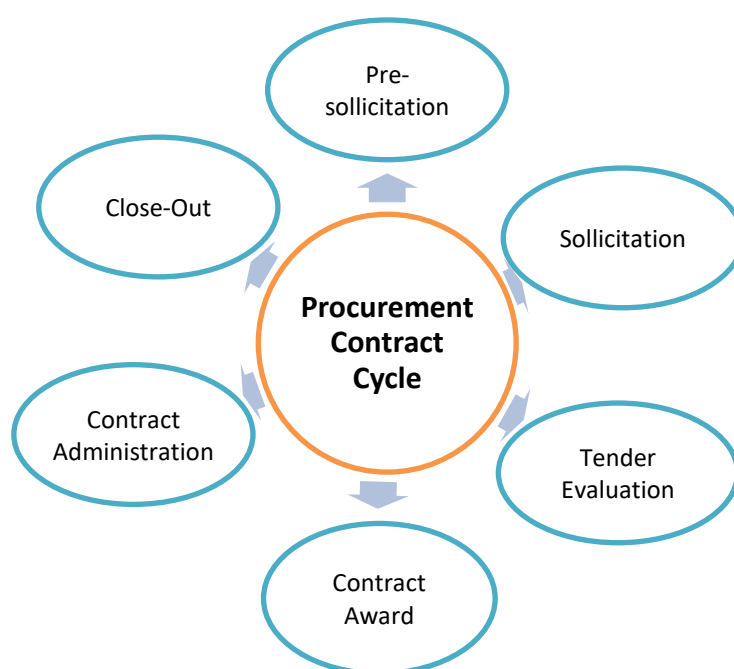 Pre-
sollicitation
Close-Out
Sollicitation
Procurement
Contract
Cycle
Contract
Administration
Tender
Evaluation
Contract
Award